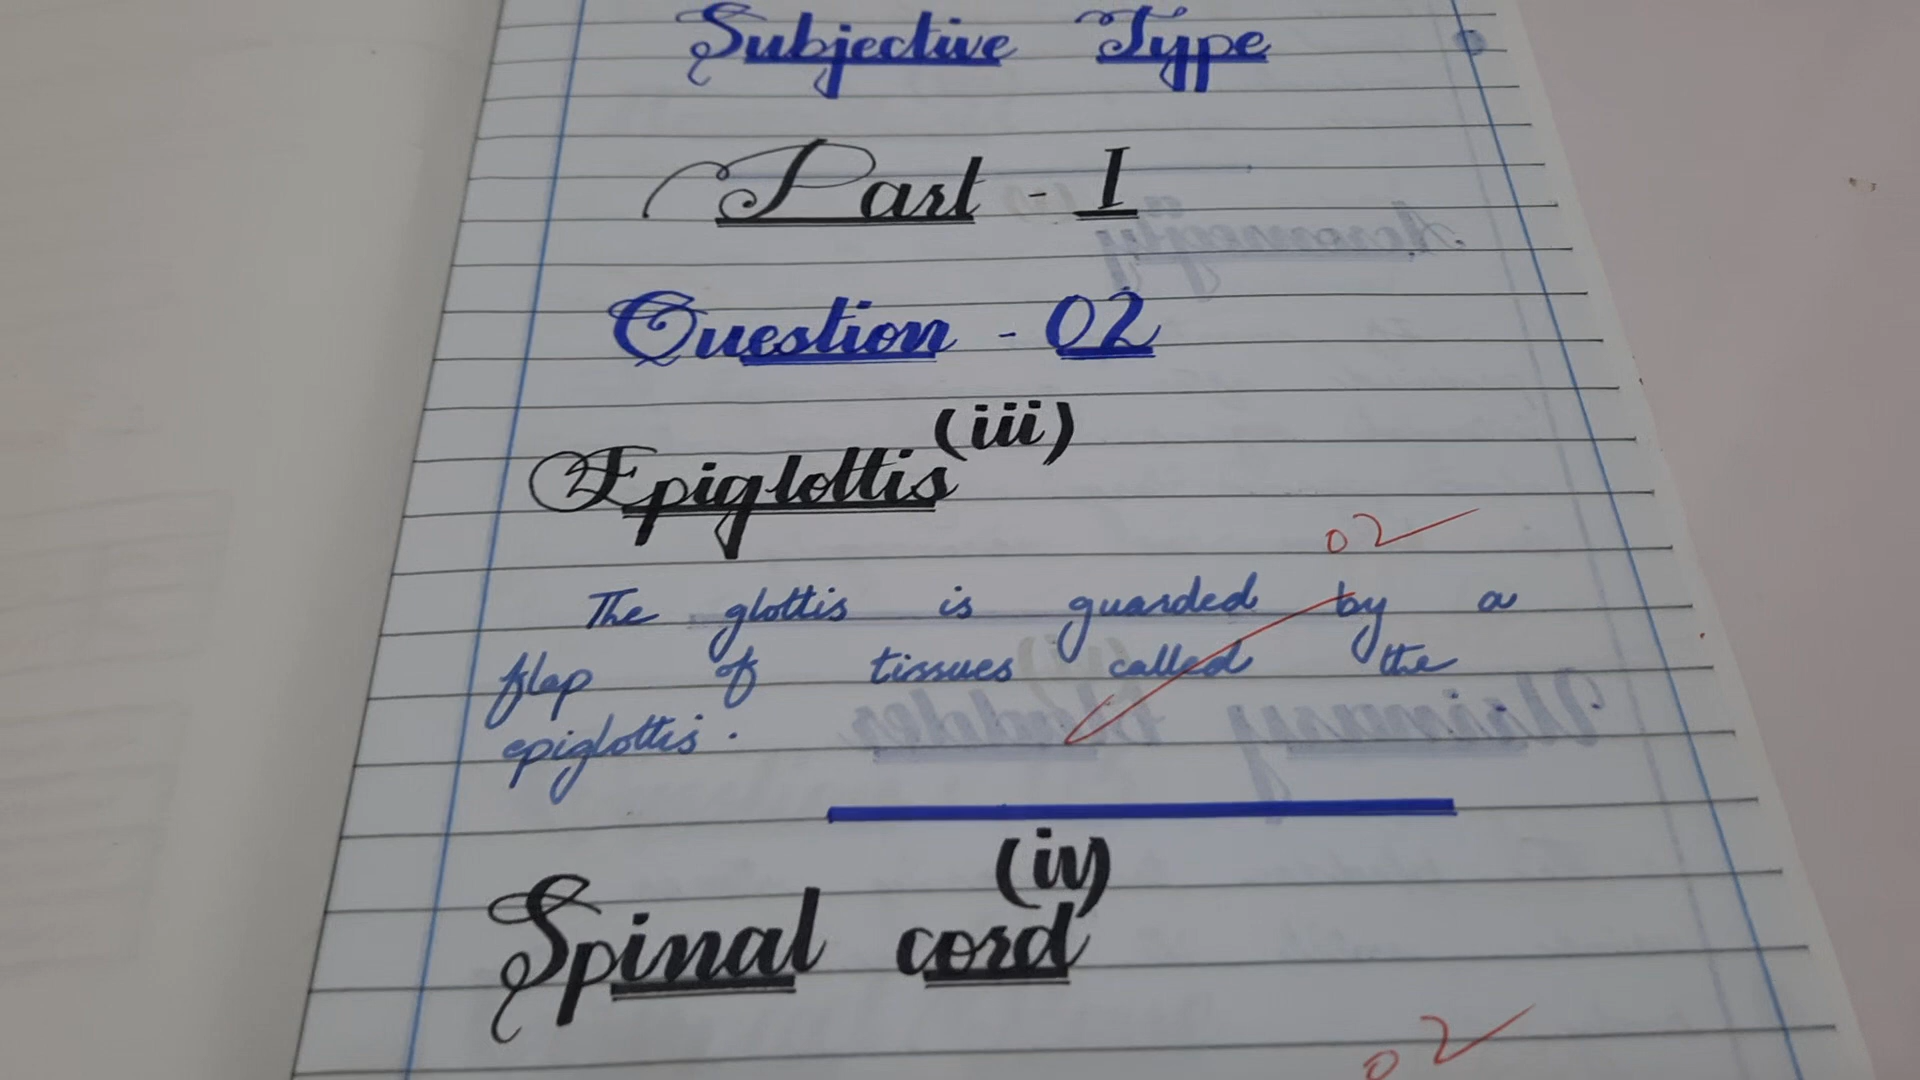 Subjective Type
Part - I
Question - 02
(iii)
Epiglottis
02
The glottis is guarded by a
flap of tissues called the
epiglottis.
(iv)
Spinal cord
02